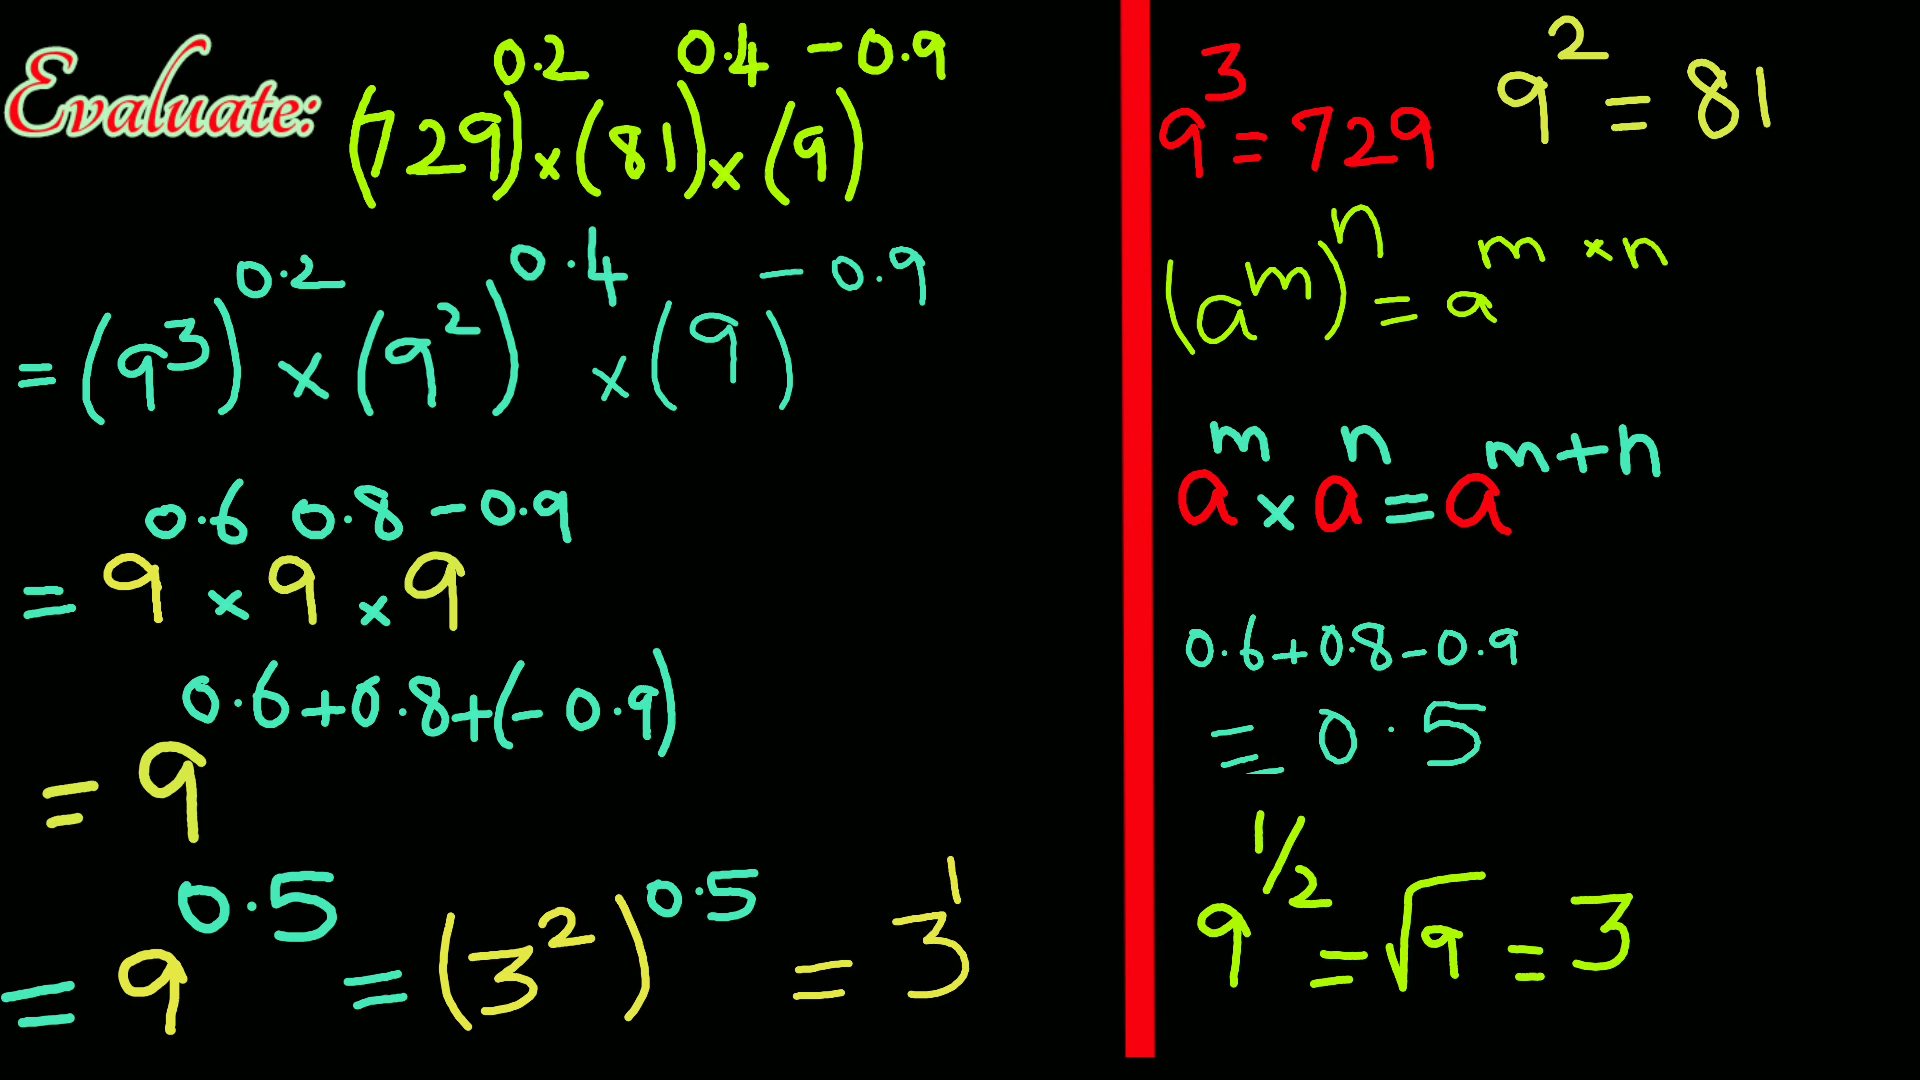 Evaluate: (729)^0.2 × (81)^0.4 × (9)^-0.9
= (9^3)^0.2 × (9^2)^0.4 × (9)^-0.9
= 9^0.6 × 9^0.8 × 9^-0.9
= 9^0.6+0.8+(-0.9)
= 9^0.5 = (3^2)^0.5 = 3^1
9^3 = 729 9^2 = 81
(a^m)^n = a^m×n
a^m × a^n = a^m+n
0.6+0.8-0.9
= 0.5
9^1/2 = √9 = 3